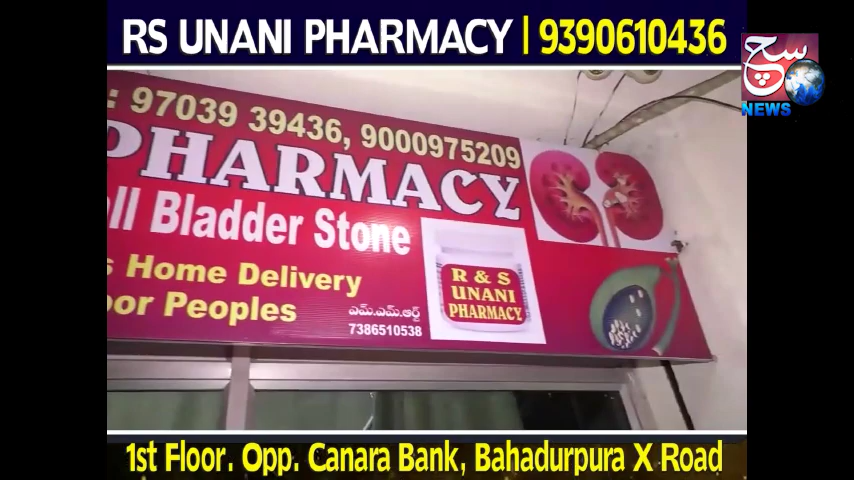 RS UNANI PHARMACY | 9390610436
سچ
NEWS
: 97039 39436, 9000975209
PHARMACY
all Bladder Stone
s Home Delivery
oor Peoples
R & S
UNANI
PHARMACY
ఎమ్.ఎమ్.ఆర్ట్
7386510538
1st Floor. Opp. Canara Bank, Bahadurpura X Road